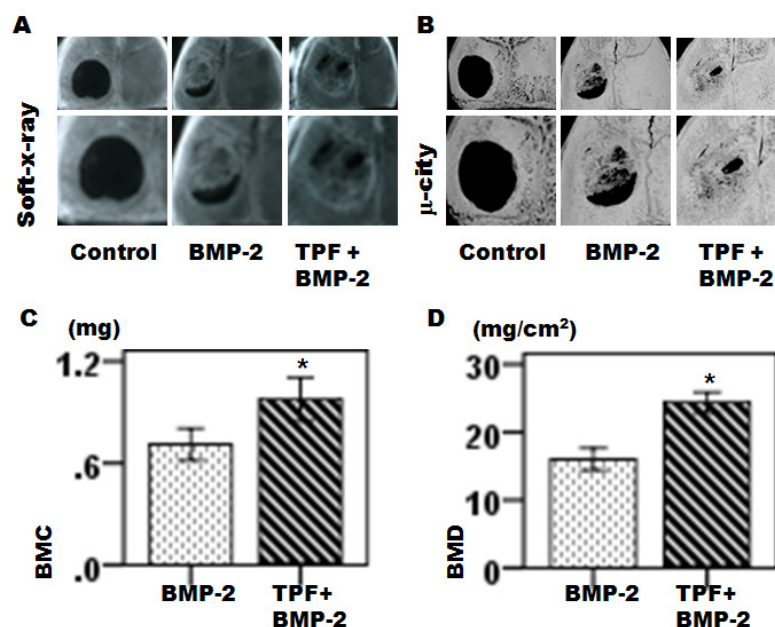 A
B
Soft-x-ray
μ-city
Control
BMP-2
TPF +
BMP-2
Control
BMP-2
TPF +
BMP-2
C
(mg)
1.2
.6
.0
BMC
*
BMP-2
TPF+
BMP-2
D
(mg/cm²)
30
20
10
0
BMD
*
BMP-2
TPF+
BMP-2